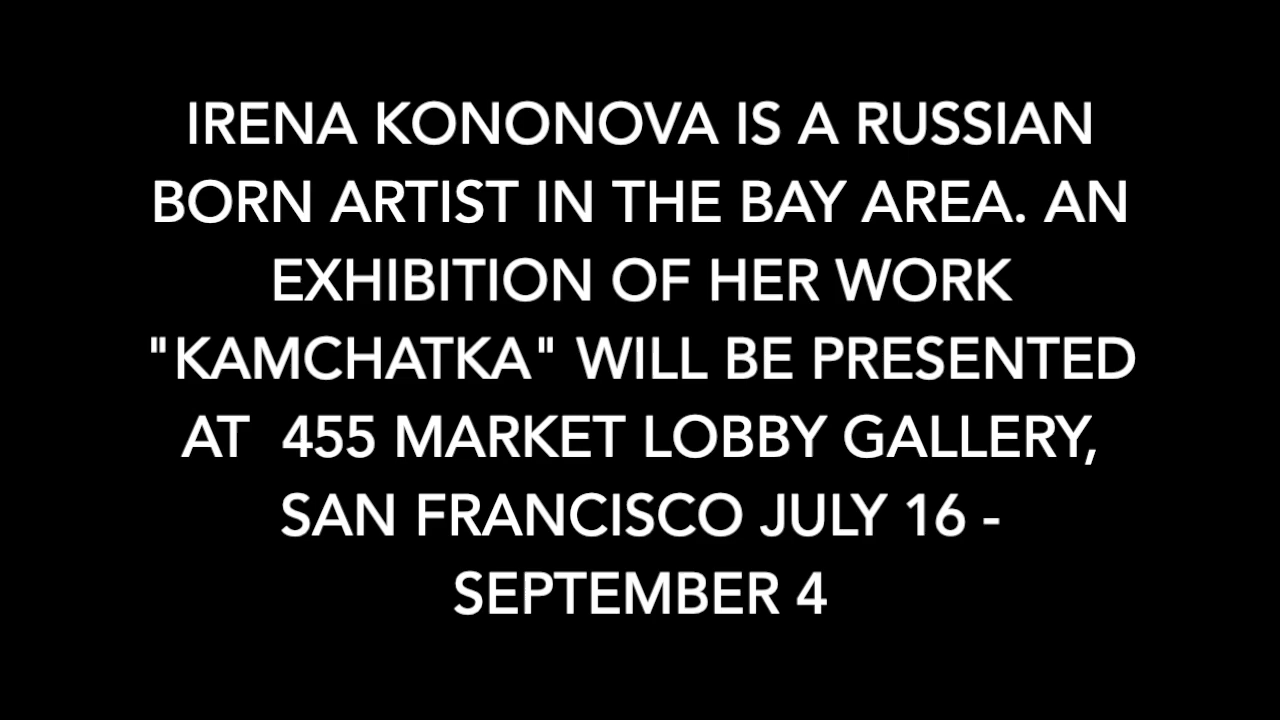 IRENA KONONOVA IS A RUSSIAN
BORN ARTIST IN THE BAY AREA. AN
EXHIBITION OF HER WORK
"KAMCHATKA" WILL BE PRESENTED
AT  455 MARKET LOBBY GALLERY,
SAN FRANCISCO JULY 16 -
SEPTEMBER 4